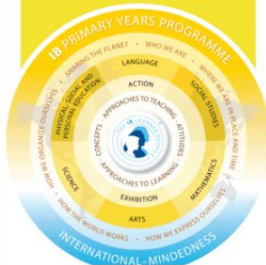 IB PRIMARY YEARS PROGRAMME
SHARING THE PLANET • WHO WE ARE • WHERE WE ARE IN PLACE AND TIME
HOW WE ORGANIZE OURSELVES • HOW THE WORLD WORKS • HOW WE EXPRESS OURSELVES
LANGUAGE
PHYSICAL, SOCIAL AND
PERSONAL EDUCATION
SOCIAL STUDIES
ACTION
APPROACHES TO TEACHING
CONCEPTS
ATTITUDES
APPROACHES TO LEARNING
SCIENCE
MATHEMATICS
EXHIBITION
ARTS
INTERNATIONAL-MINDEDNESS